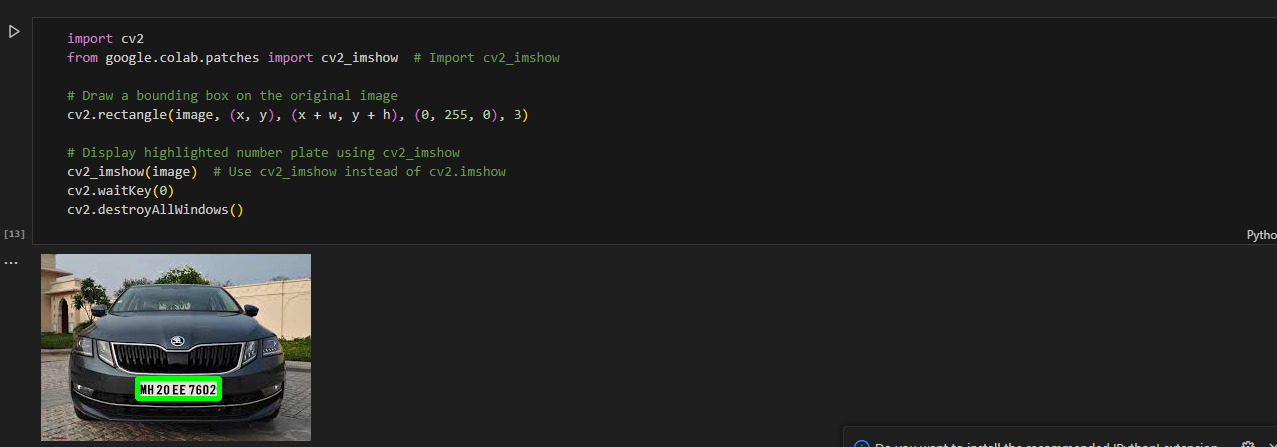 import cv2
from google.colab.patches import cv2_imshow  # Import cv2_imshow
# Draw a bounding box on the original image
cv2.rectangle(image, (x, y), (x + w, y + h), (0, 255, 0), 3)
# Display highlighted number plate using cv2_imshow
cv2_imshow(image)  # Use cv2_imshow instead of cv2.imshow
cv2.waitKey(0)
cv2.destroyAllWindows()
[13]
Pytho
...
MH 20 EE 7602
Do you want to install the recommended 'Python' extension